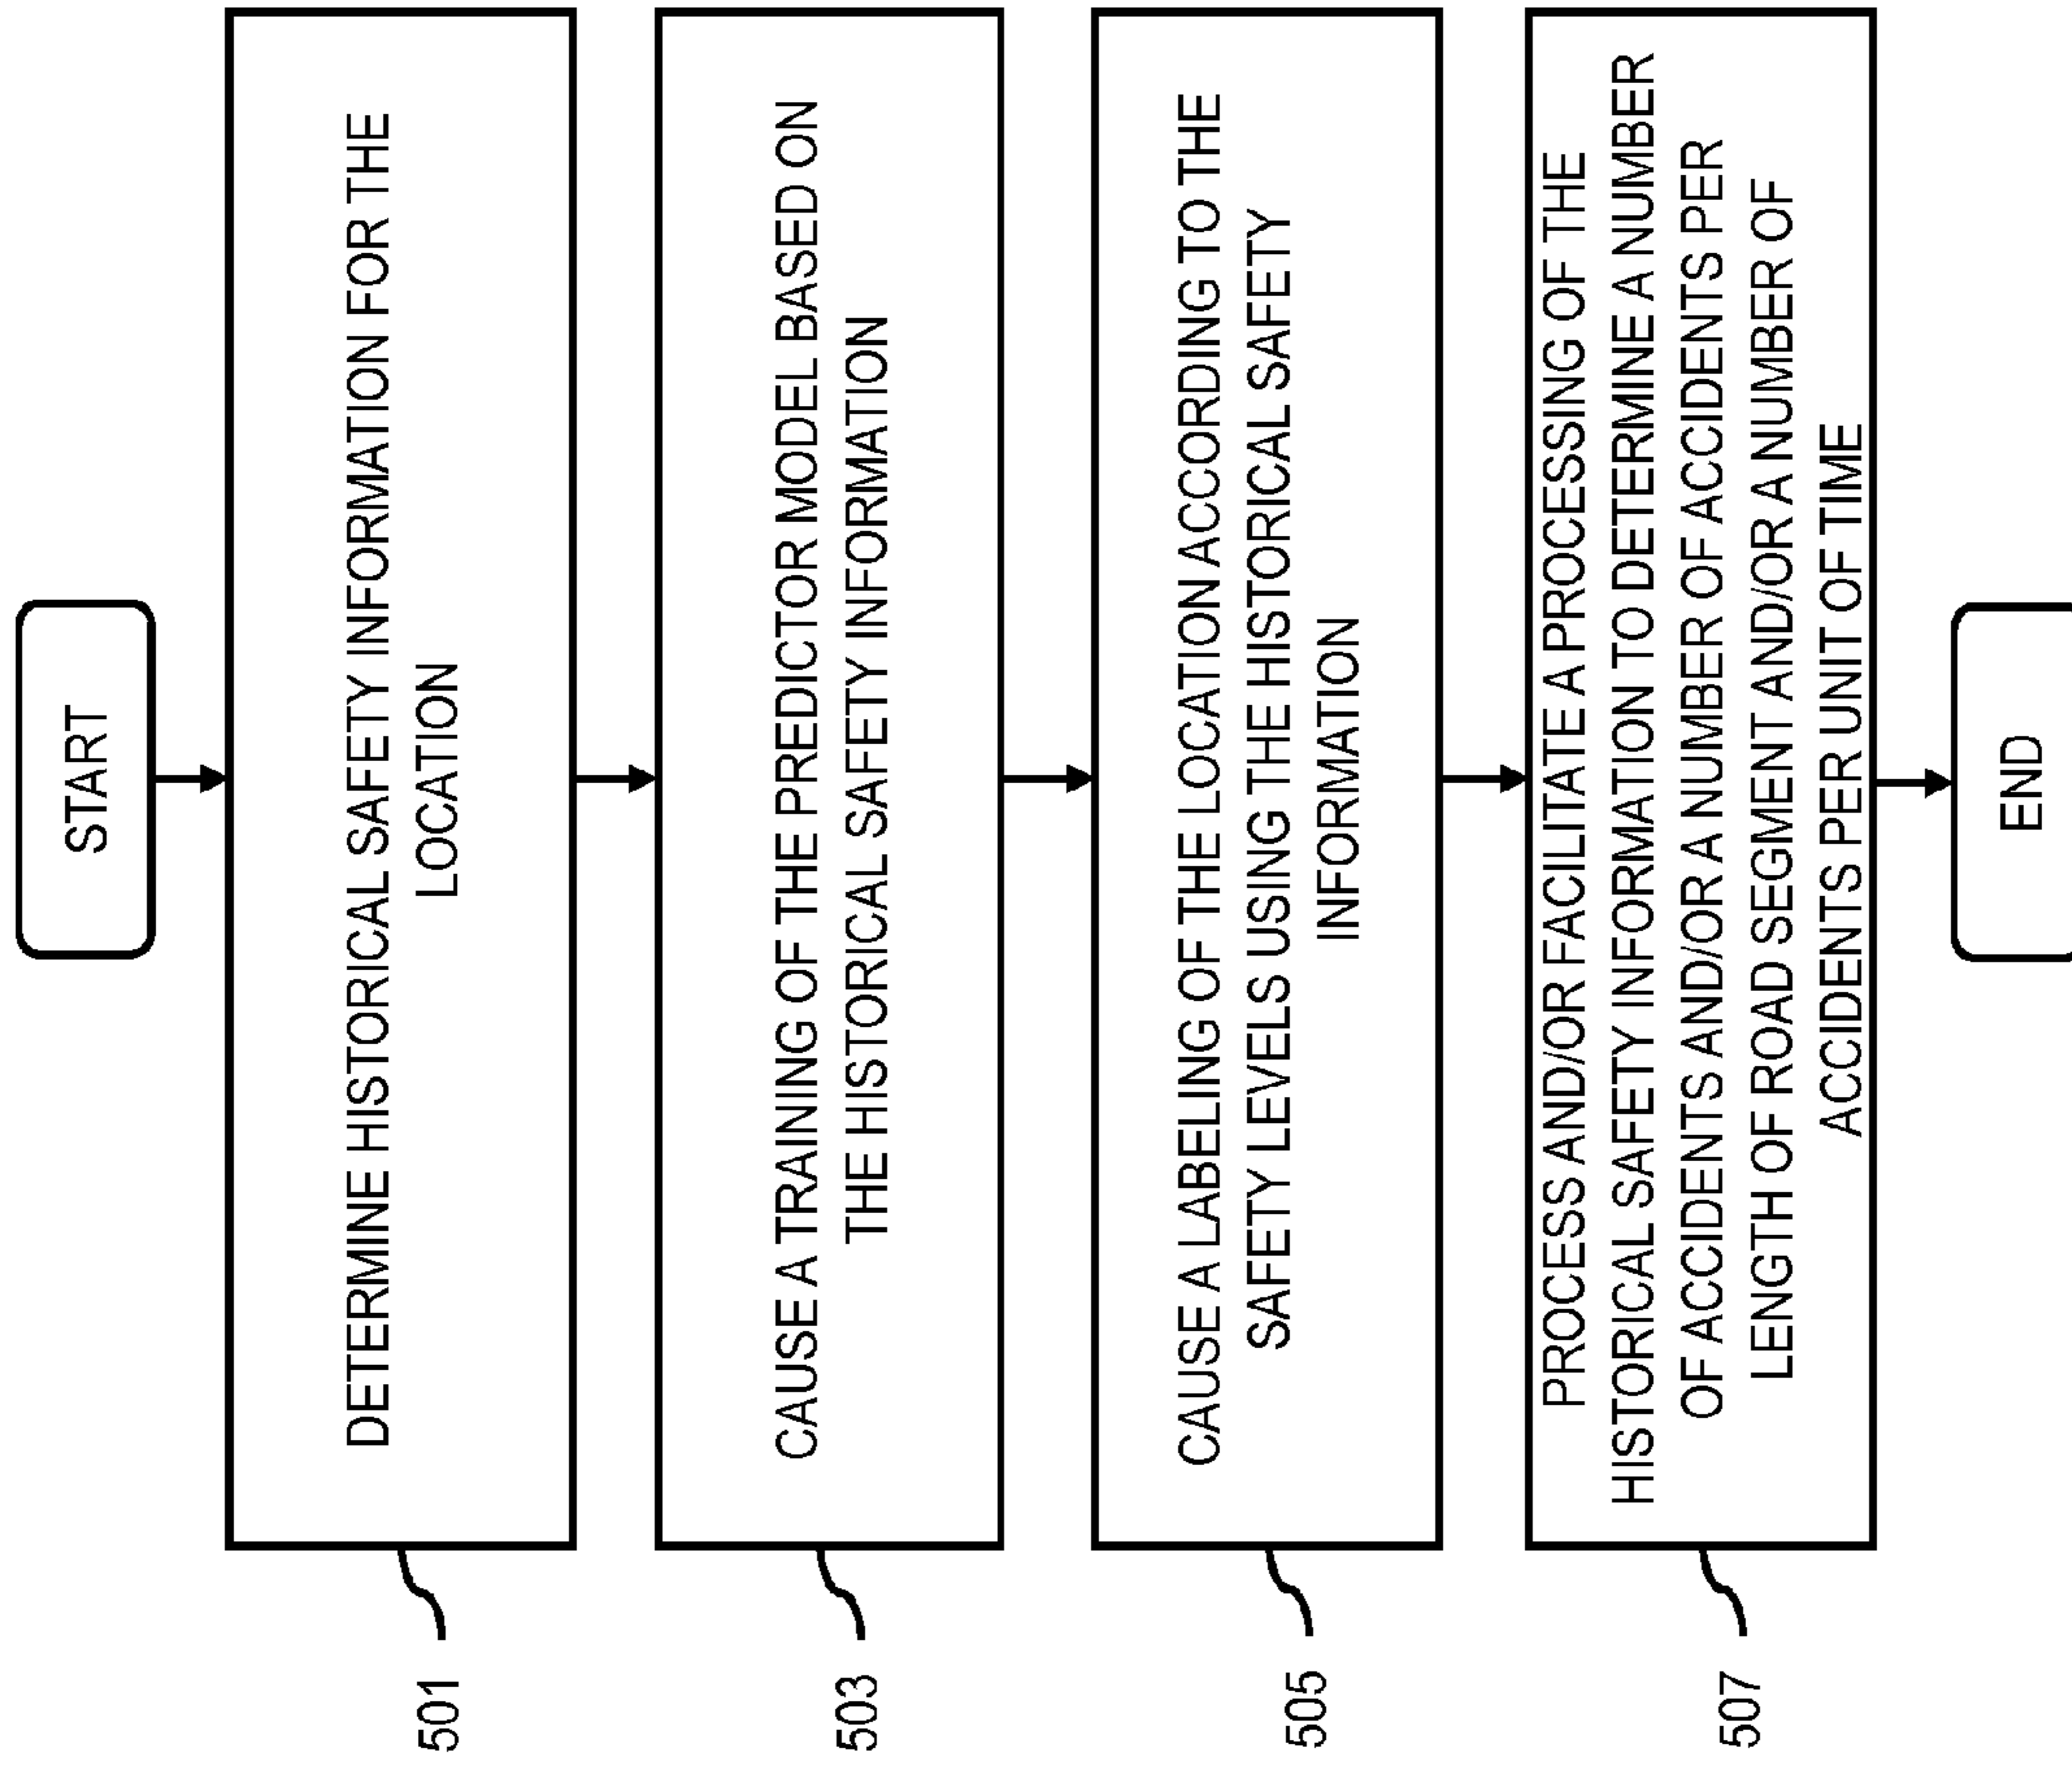 START
501
DETERMINE HISTORICAL SAFETY INFORMATION FOR THE
LOCATION
503
CAUSE A TRAINING OF THE PREDICTOR MODEL BASED ON
THE HISTORICAL SAFETY INFORMATION
505
CAUSE A LABELING OF THE LOCATION ACCORDING TO THE
SAFETY LEVELS USING THE HISTORICAL SAFETY
INFORMATION
507
PROCESS AND/OR FACILITATE A PROCESSING OF THE
HISTORICAL SAFETY INFORMATION TO DETERMINE A NUMBER
OF ACCIDENTS AND/OR A NUMBER OF ACCIDENTS PER
LENGTH OF ROAD SEGMENT AND/OR A NUMBER OF
ACCIDENTS PER UNIT OF TIME
END